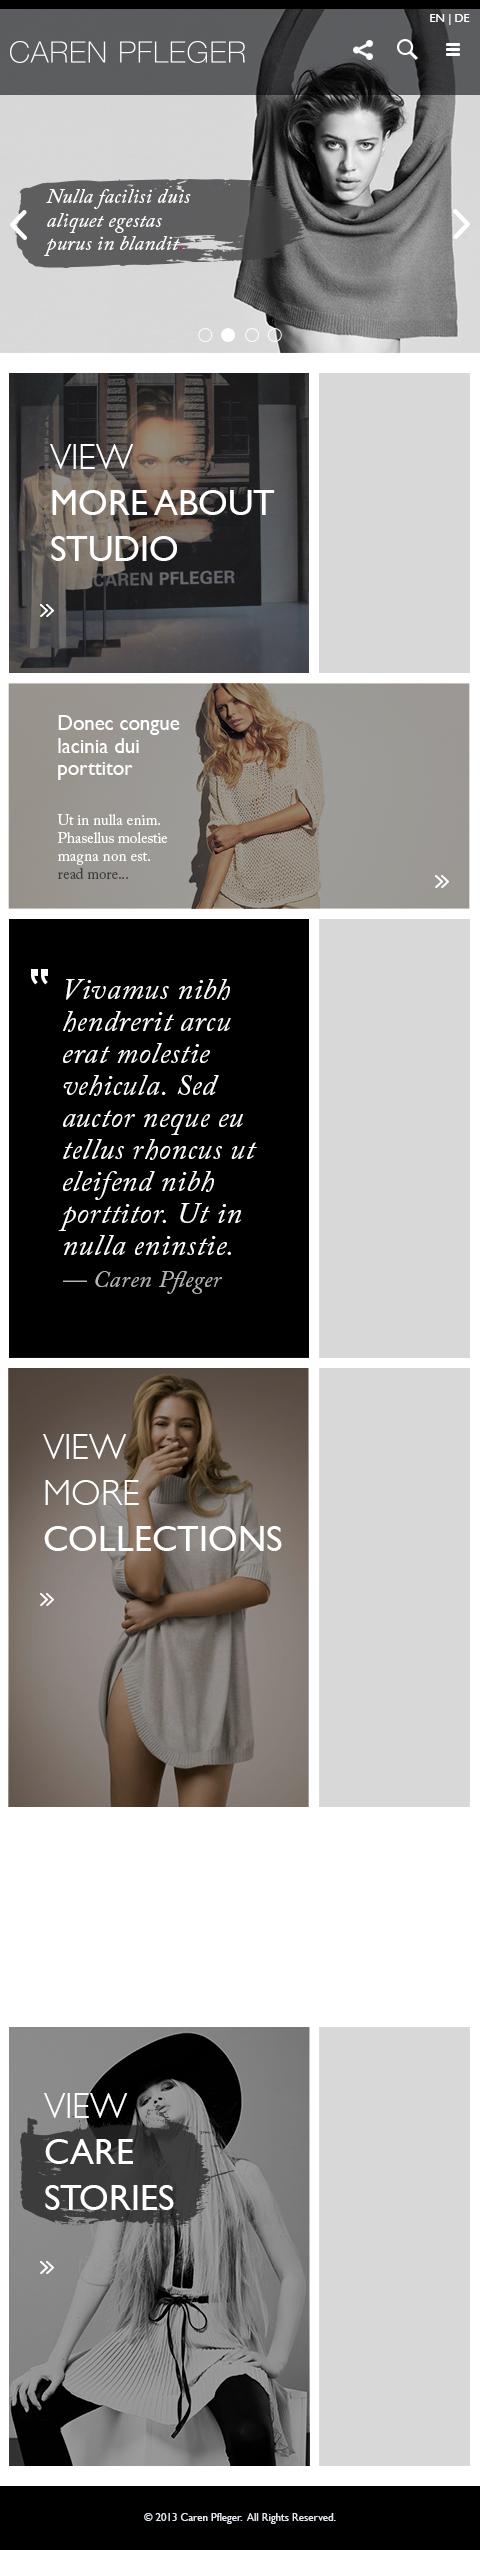 EN | DE
CAREN PFLEGER
Nulla facilisi duis
aliquet egestas
purus in blandit.
VIEW
MORE ABOUT
STUDIO
CAREN PFLEGER
Donec congue
lacinia dui
porttitor
Ut in nulla enim.
Phasellus molestie
magna non est.
read more...
" Vivamus nibh
hendrerit arcu
erat molestie
vehicula. Sed
auctor neque eu
tellus rhoncus ut
eleifend nibh
porttitor. Ut in
nulla eninstie.
— Caren Pfleger
VIEW
MORE
COLLECTIONS
VIEW
CARE
STORIES
© 2013 Caren Pfleger. All Rights Reserved.